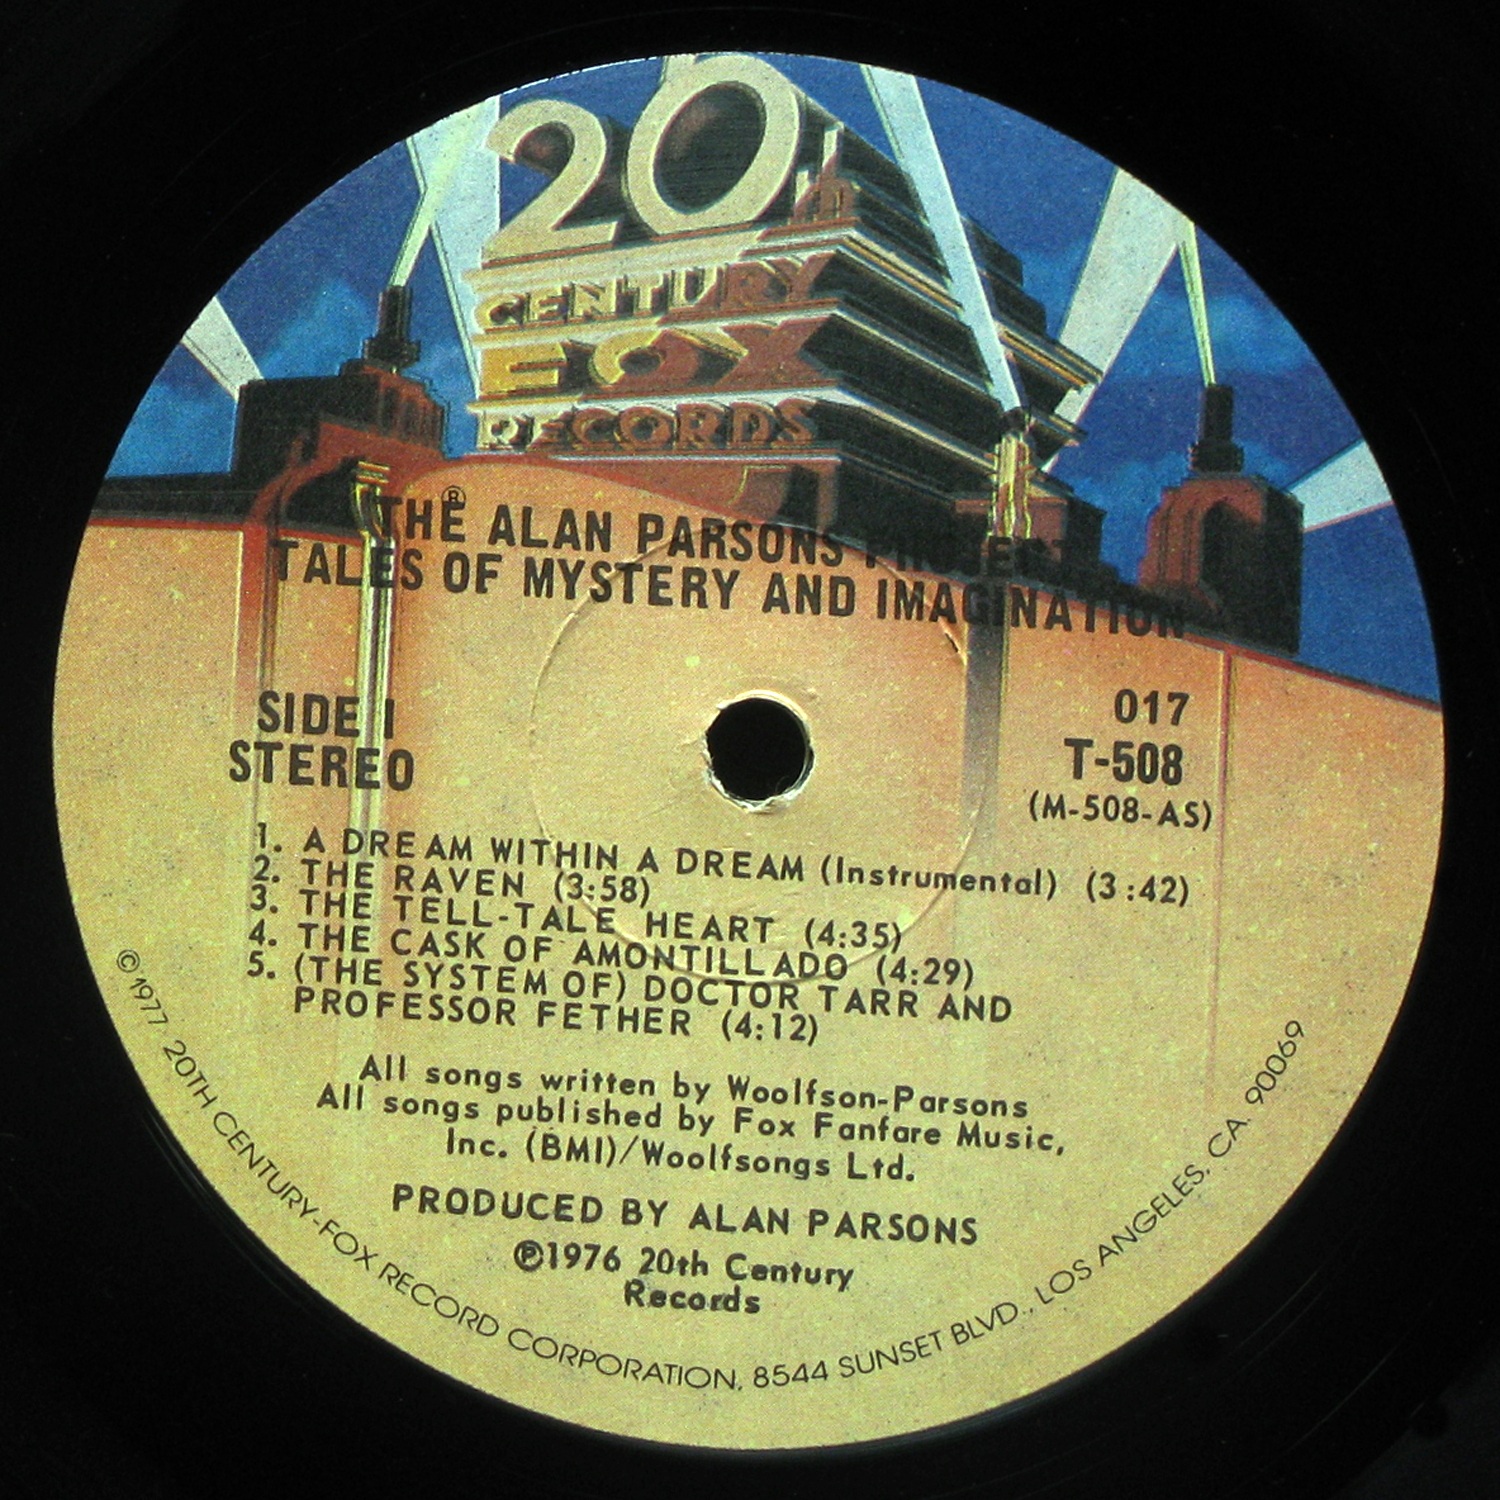 20th
CENTURY
FOX
RECORDS
®
THE ALAN PARSONS PROJECT
TALES OF MYSTERY AND IMAGINATION
SIDE 1
STEREO
017
T-508
(M-508-AS)
1. A DREAM WITHIN A DREAM (Instrumental) (3:42)
2. THE RAVEN (3:58)
3. THE TELL-TALE HEART (4:35)
4. THE CASK OF AMONTILLADO (4:29)
5. (THE SYSTEM OF) DOCTOR TARR AND
PROFESSOR FETHER (4:12)
All songs written by Woolfson-Parsons
All songs published by Fox Fanfare Music,
Inc. (BMI)/Woolfsongs Ltd.
PRODUCED BY ALAN PARSONS
℗1976 20th Century
Records
©1977 20TH CENTURY-FOX RECORD CORPORATION, 8544 SUNSET BLVD., LOS ANGELES, CA. 90069